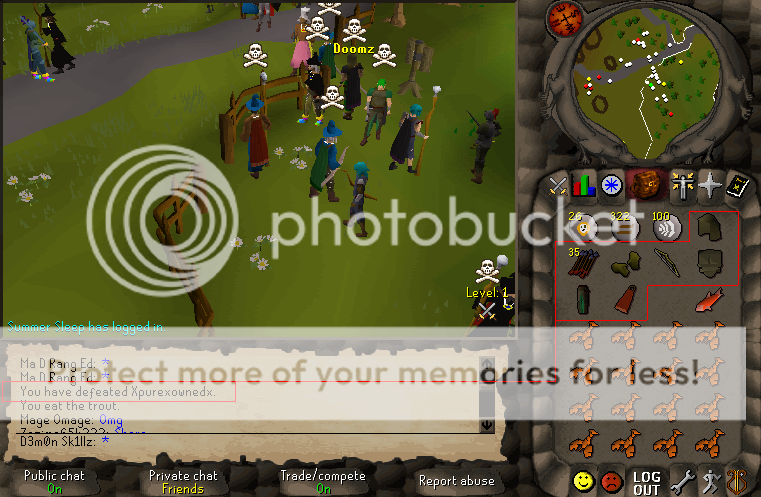 Doomz
26 322 100
35
photobucket
Level: 1
Summer Sleep has logged in.
Ma D Rang Ed: *
Ma D Rang Ed: *
Protect more of your memories for less!
You have defeated Xpurexownedx.
You eat the trout.
Mage Omage: Omg
D3m0n Sk1llz: *
Public chat
On
Private chat
Friends
Trade/compete
On
Report abuse
LOG
OUT